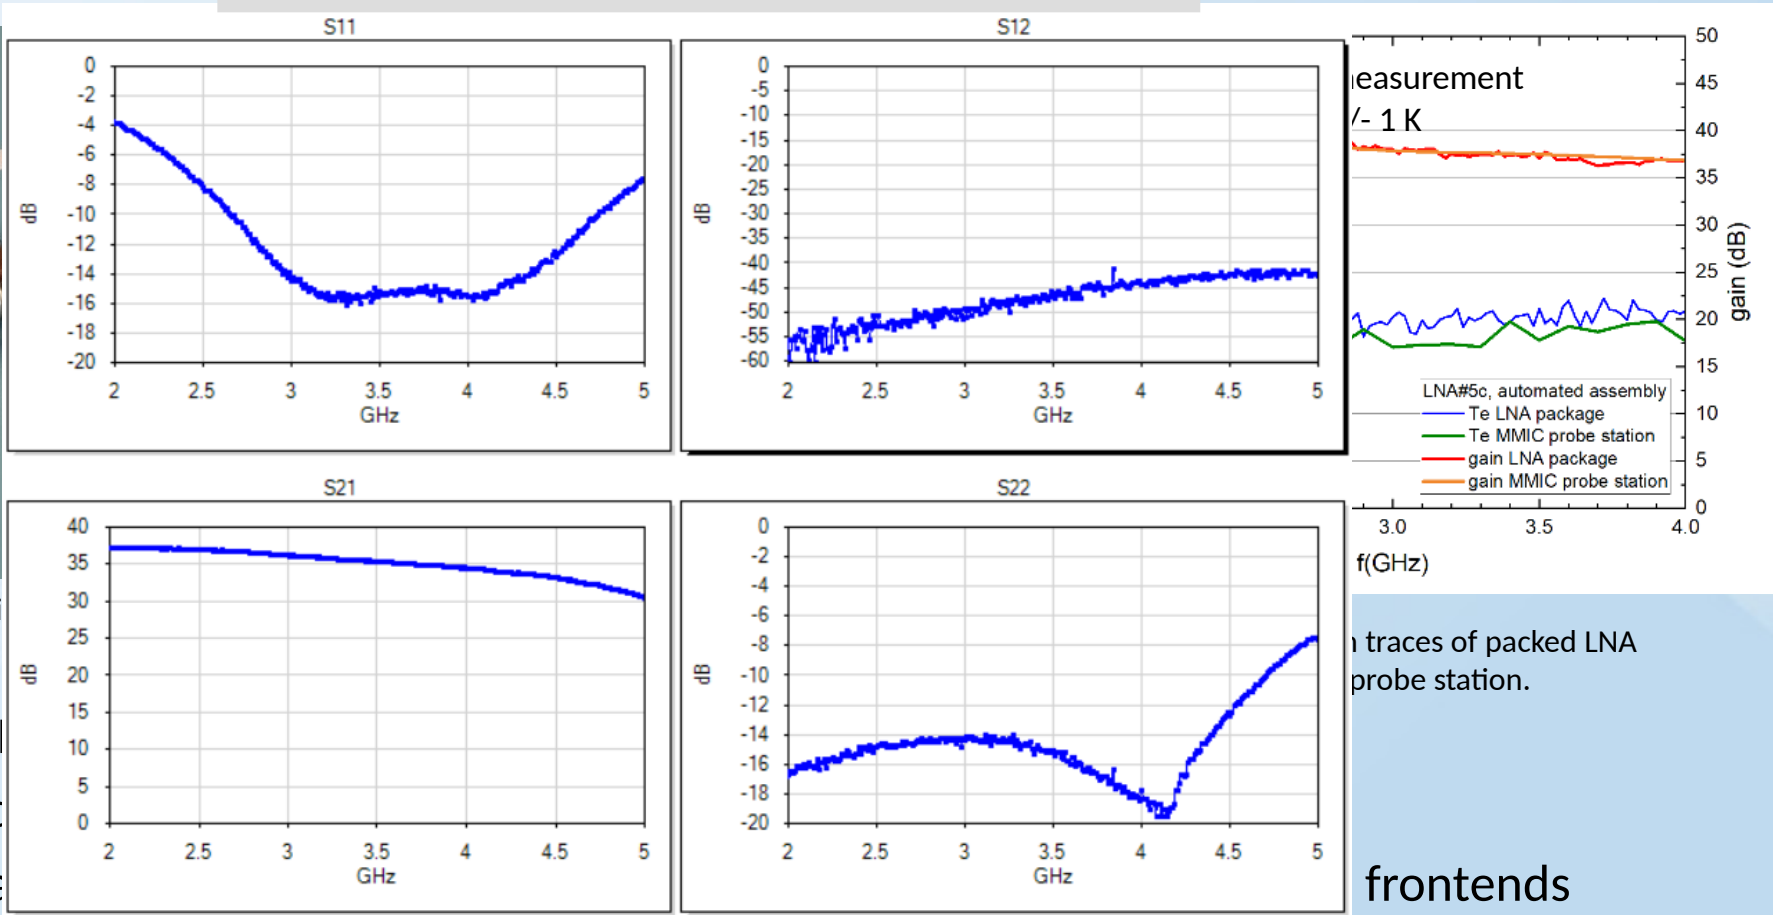 S11
0
-2
-4
-6
-8
-10
-12
-14
-16
-18
-20
dB
2 2.5 3 3.5 4 4.5 5
GHz
S12
0
-5
-10
-15
-20
-25
-30
-35
-40
-45
-50
-55
-60
dB
2 2.5 3 3.5 4 4.5 5
GHz
easurement
/- 1 K
50
45
40
35
30
25
20
15
10
5
0
gain (dB)
LNA#5c, automated assembly
Te LNA package
Te MMIC probe station
gain LNA package
gain MMIC probe station
3.0 3.5 4.0
f(GHz)
S21
40
35
30
25
20
15
10
5
0
dB
2 2.5 3 3.5 4 4.5 5
GHz
S22
0
-2
-4
-6
-8
-10
-12
-14
-16
-18
-20
dB
2 2.5 3 3.5 4 4.5 5
GHz
traces of packed LNA
probe station.
frontends